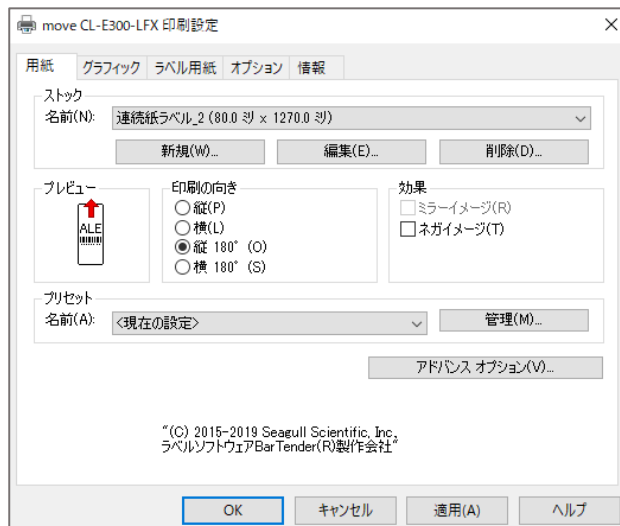 move CL-E300-LFX 印刷設定
用紙 グラフィック ラベル用紙 オプション 情報
ストック
名前(N): 連続紙ラベル_2 (80.0 ミリ x 1270.0 ミリ)
新規(W)... 編集(E)... 削除(D)...
プレビュー
ALE
印刷の向き
縦(P)
横(L)
縦 180° (O)
横 180° (S)
効果
ミラーイメージ(R)
ネガイメージ(T)
プリセット
名前(A): <現在の設定> 管理(M)...
アドバンス オプション(V)...
"(C) 2015-2019 Seagull Scientific, Inc.
ラベルソフトウェアBarTender(R)製作会社"
OK キャンセル 適用(A) ヘルプ